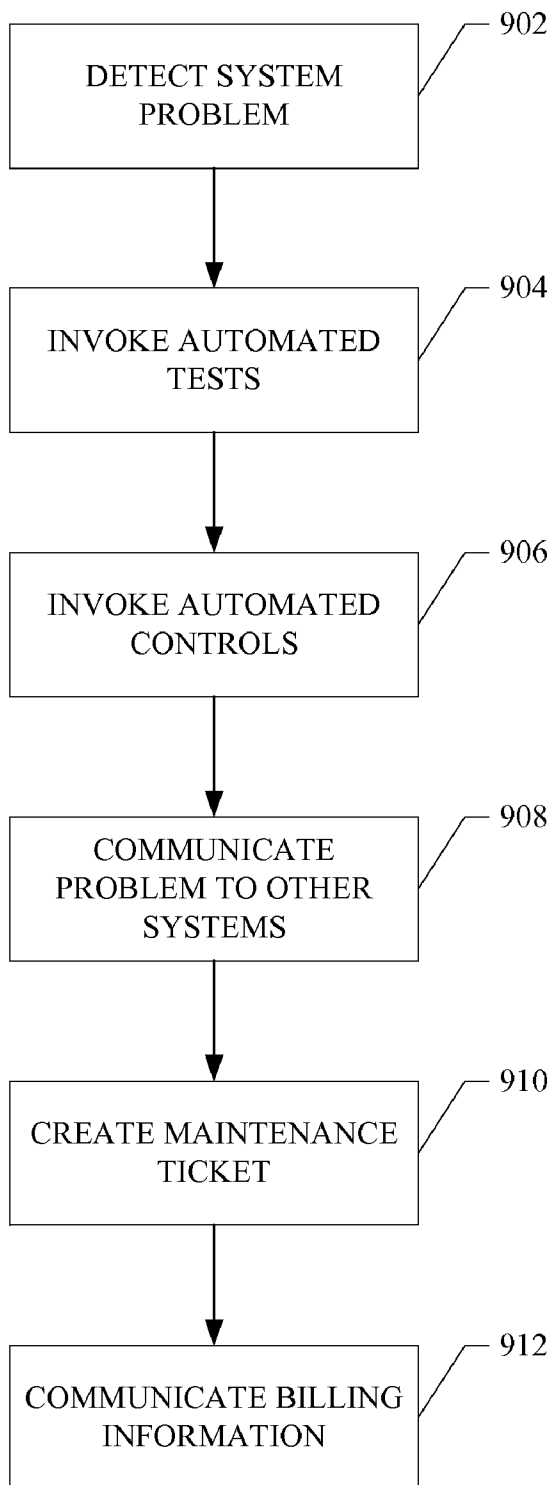 902
DETECT SYSTEM
PROBLEM
904
INVOKE AUTOMATED
TESTS
906
INVOKE AUTOMATED
CONTROLS
908
COMMUNICATE
PROBLEM TO OTHER
SYSTEMS
910
CREATE MAINTENANCE
TICKET
912
COMMUNICATE BILLING
INFORMATION